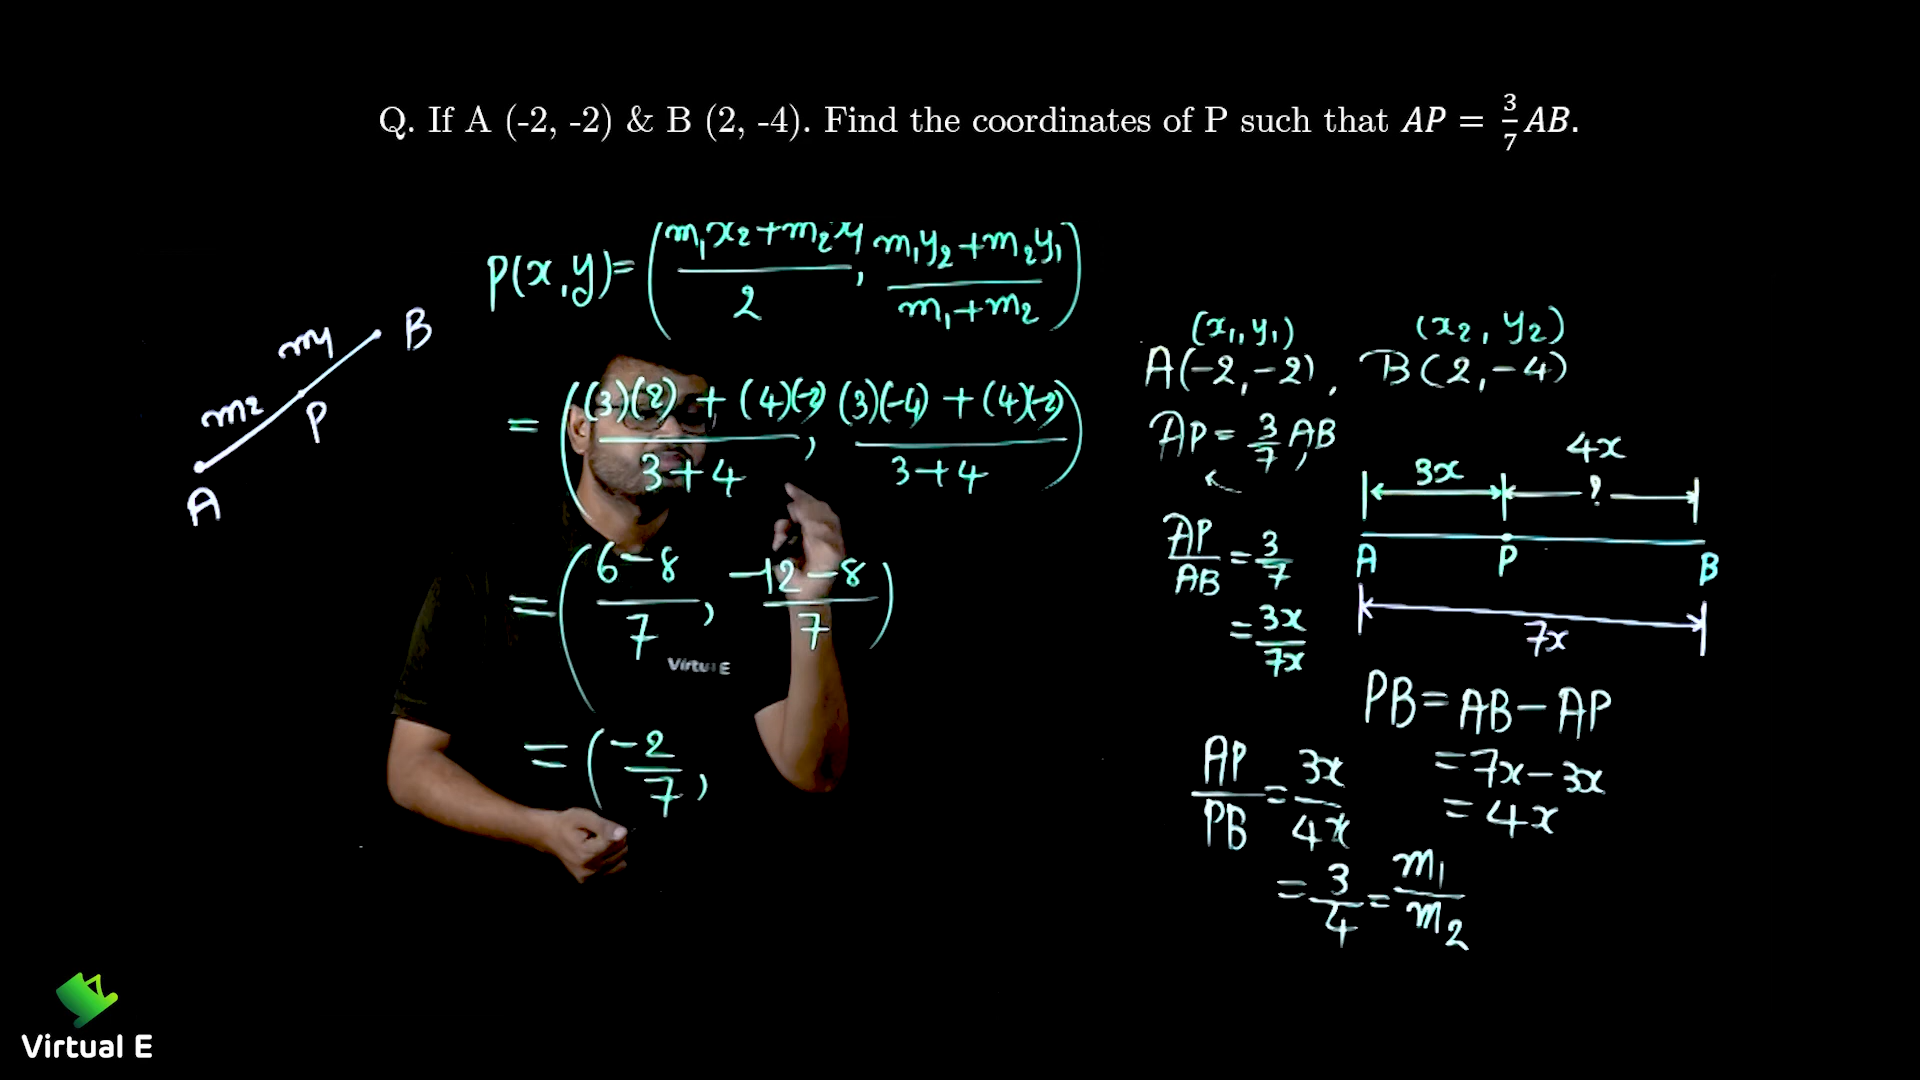 Q. If A (-2, -2) & B (2, -4). Find the coordinates of P such that AP = 3/7 AB.
P(x,y)= (m₁x₂+m₂x₁/2, m₁y₂+m₂y₁/m₁+m₂)
= ((3)(2) + (4)(-2)/3+4, (3)(-4) + (4)(-2)/3+4)
= (6-8/7, -12-8/7)
= (-2/7,
m₂ m₁
A P B
(x₁,y₁) (x₂, y₂)
A(-2,-2), B(2,-4)
AP= 3/7 AB
AP/AB = 3/7
= 3x/7x
3x 4x
?
A P B
7x
PB= AB- AP
= 7x- 3x
= 4x
AP/PB = 3x/4x
= 3/4 = m₁/m₂
Virtual E
Virtual E